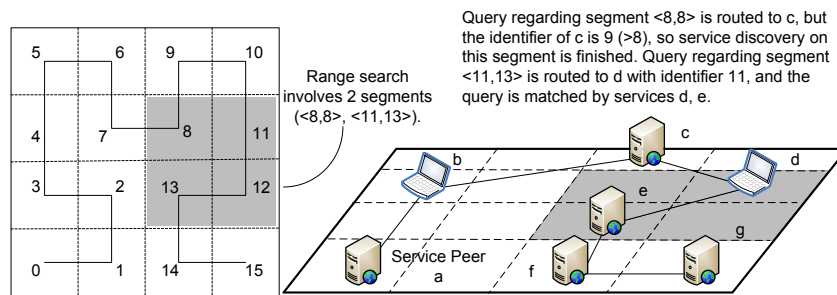 Query regarding segment <8,8> is routed to c, but
the identifier of c is 9 (>8), so service discovery on
this segment is finished. Query regarding segment
<11,13> is routed to d with identifier 11, and the
query is matched by services d, e.
5 6 9 10
4 7 8 11
3 2 13 12
0 1 14 15
Range search
involves 2 segments
(<8,8>, <11,13>).
c
b
d
e
g
Service Peer
a
f